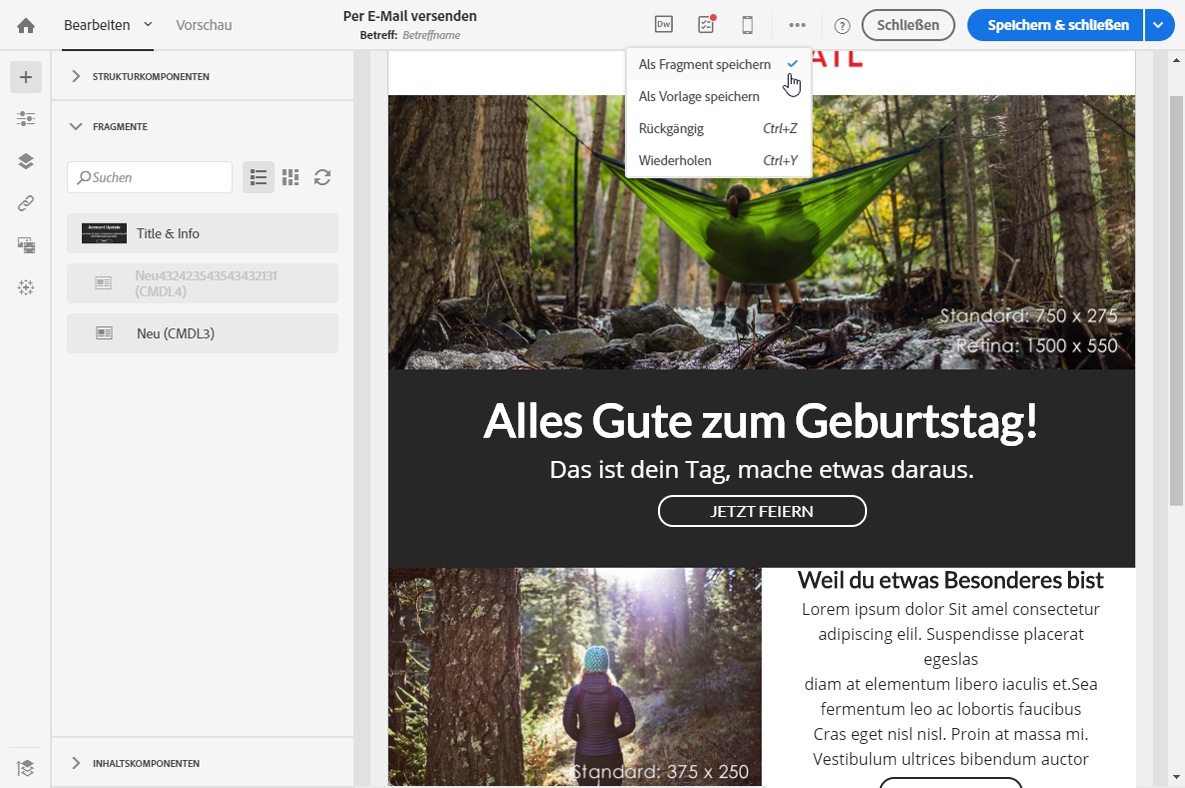 Bearbeiten
Vorschau
Per E-Mail versenden
Betreff: Betreffname
Dw
Schließen
Speichern & schließen
Als Fragment speichern
Als Vorlage speichern
Rückgängig Ctrl+Z
Wiederholen Ctrl+Y
STRUKTURKOMPONENTEN
FRAGMENTE
Suchen
Account Update
Title & Info
Neu432423543543432131
(CMDL4)
Neu (CMDL3)
INHALTSKOMPONENTEN
Standard: 750 x 275
Retina: 1500 x 550
Alles Gute zum Geburtstag!
Das ist dein Tag, mache etwas daraus.
JETZT FEIERN
Standard: 375 x 250
Weil du etwas Besonderes bist
Lorem ipsum dolor Sit amel consectetur
adipiscing elil. Suspendisse placerat
egeslas
diam at elementum libero iaculis et.Sea
fermentum leo ac lobortis faucibus
Cras eget nisl nisl. Proin at massa mi.
Vestibulum ultrices bibendum auctor